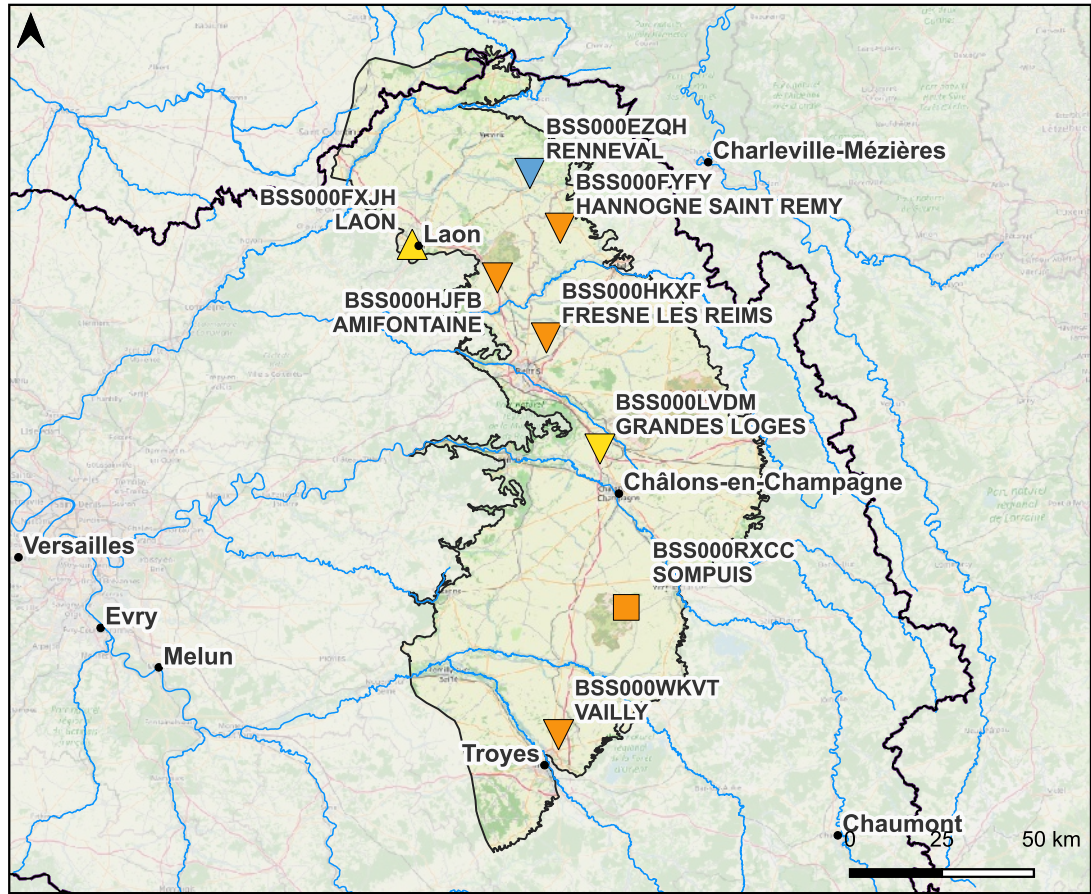 BSS000EZQH
RENNEVAL
Charleville-Mézières
BSS000FYFY
HANNOGNE SAINT REMY
BSS000FXJH
LAON
Laon
BSS000HJFB
AMIFONTAINE
BSS000HKXF
FRESNE LES REIMS
BSS000LVDM
GRANDES LOGES
Châlons-en-Champagne
Versailles
BSS000RXCC
SOMPUIS
Evry
Melun
BSS000WKVT
VAILLY
Troyes
Chaumont
0 25 50 km